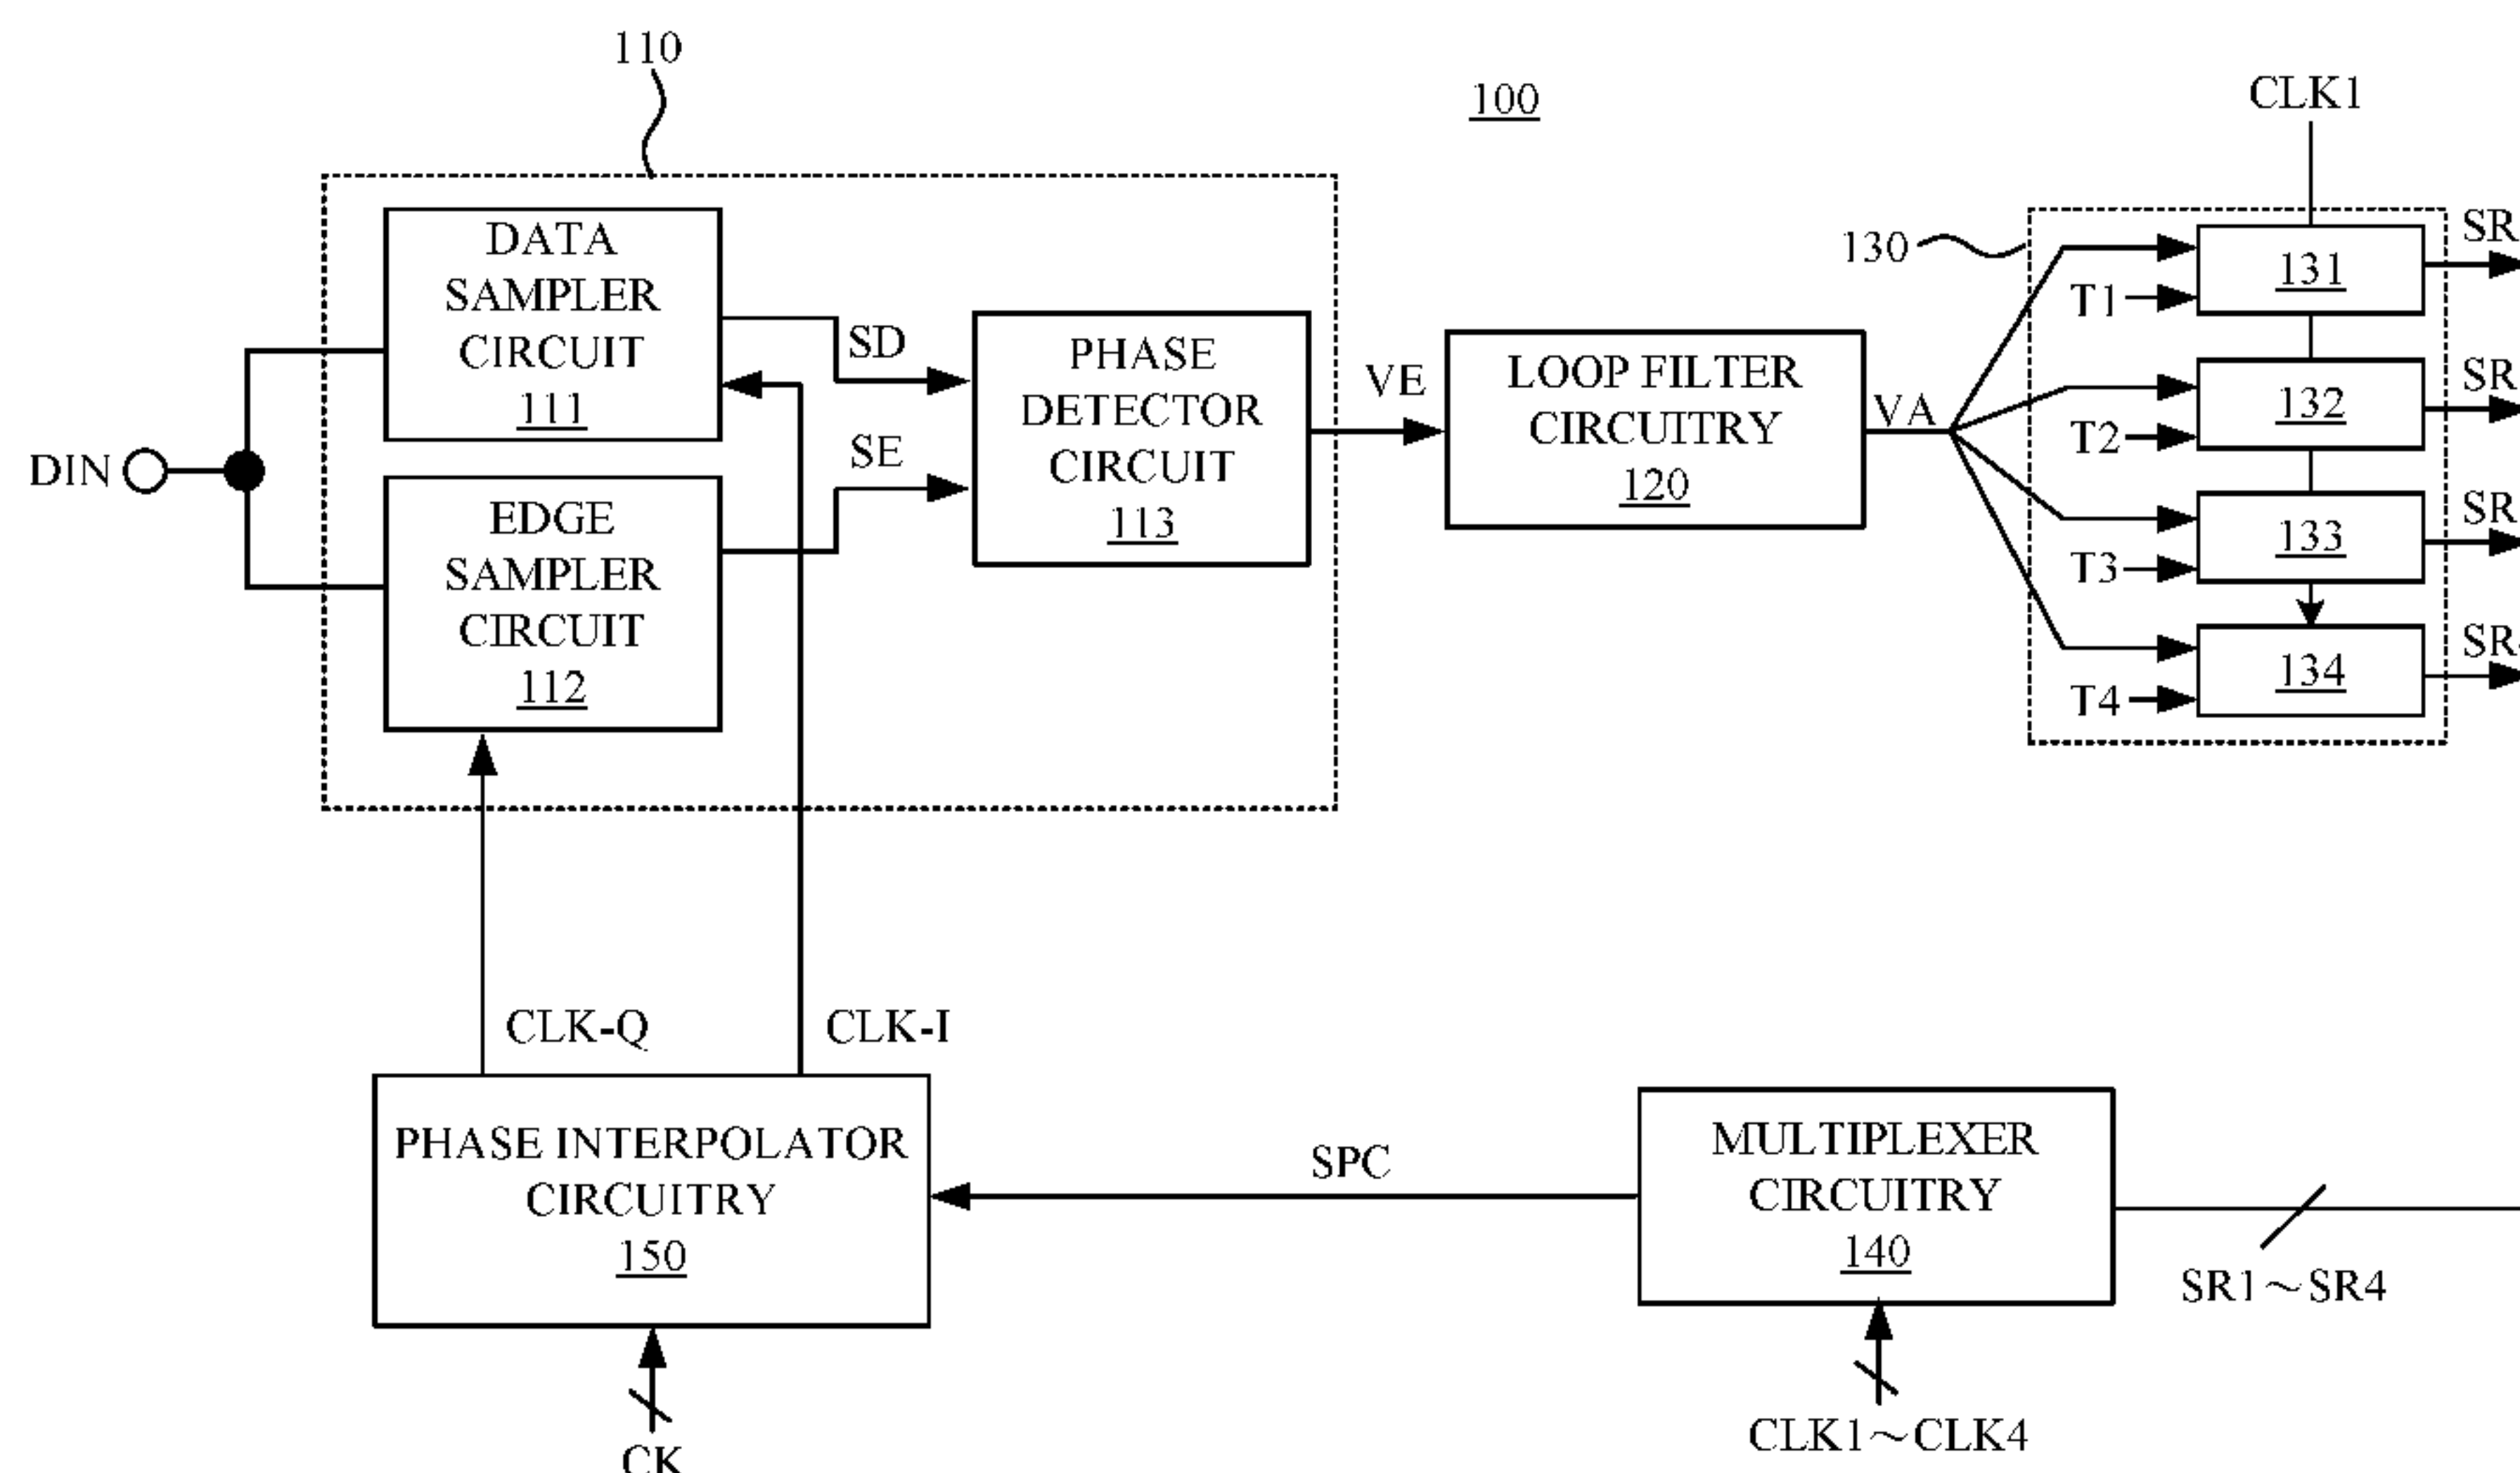 110
100
CLK1
DATA
SAMPLER
CIRCUIT
111
SD
PHASE
DETECTOR
CIRCUIT
113
VE
LOOP FILTER
CIRCUITRY
120
VA
130
T1
131
SR
T2
132
SR
T3
133
SR
T4
134
SR
DIN
EDGE
SAMPLER
CIRCUIT
112
SE
CLK-Q
CLK-I
PHASE INTERPOLATOR
CIRCUITRY
150
SPC
MULTIPLEXER
CIRCUITRY
140
SR1~SR4
CK
CLK1~CLK4